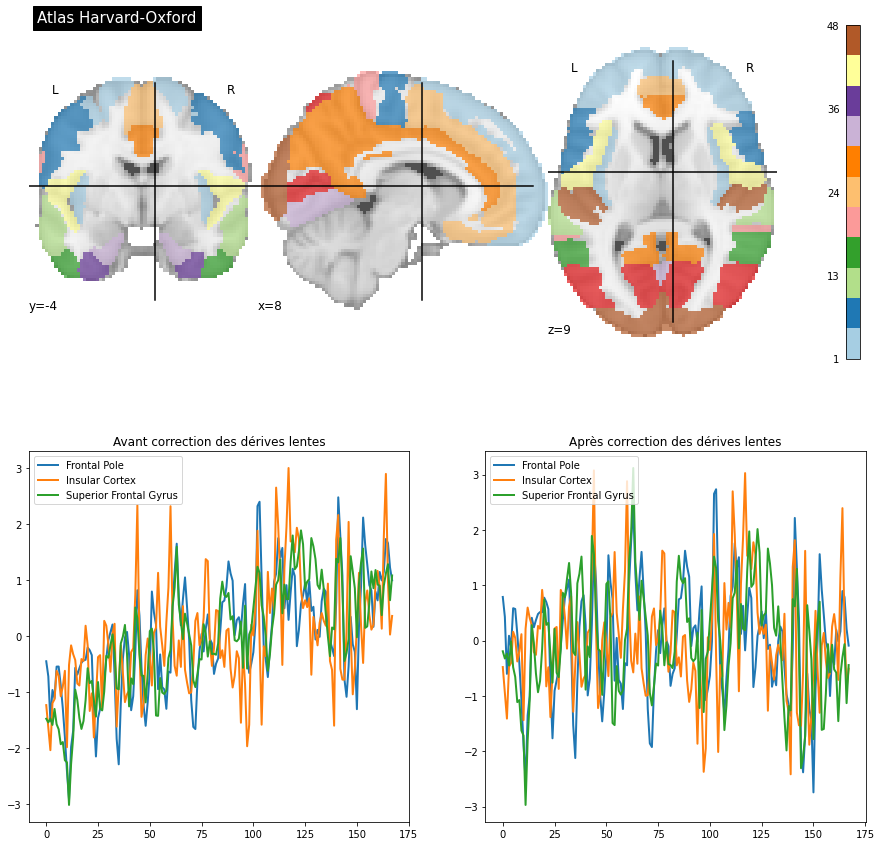 Atlas Harvard-Oxford
L R
L R
y=-4
x=8
z=9
48
36
24
13
1
Avant correction des dérives lentes
Frontal Pole
Insular Cortex
Superior Frontal Gyrus
3
2
1
0
−1
−2
−3
0 25 50 75 100 125 150 175
Après correction des dérives lentes
Frontal Pole
Insular Cortex
Superior Frontal Gyrus
3
2
1
0
−1
−2
−3
0 25 50 75 100 125 150 175